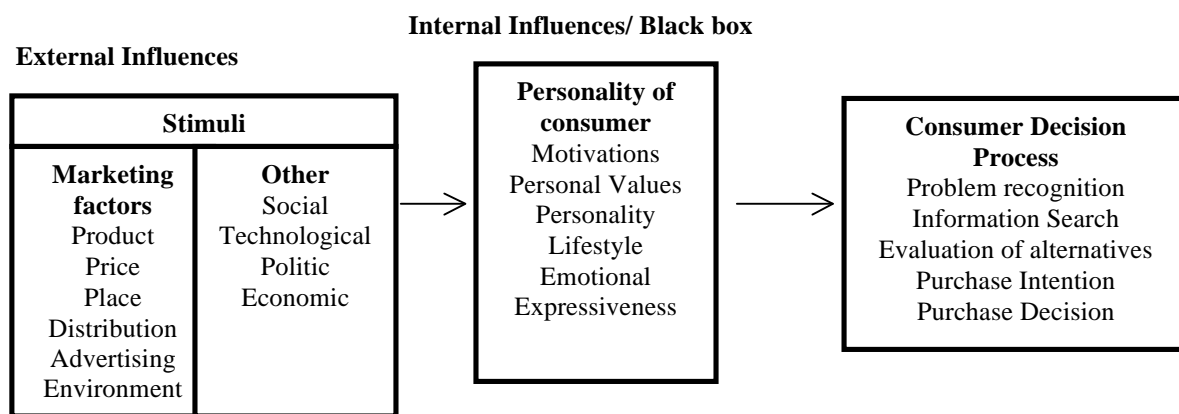 Internal Influences/ Black box
External Influences
Stimuli
Marketing
factors
Product
Price
Place
Distribution
Advertising
Environment
Other
Social
Technological
Politic
Economic
Personality of
consumer
Motivations
Personal Values
Personality
Lifestyle
Emotional
Expressiveness
Consumer Decision
Process
Problem recognition
Information Search
Evaluation of alternatives
Purchase Intention
Purchase Decision